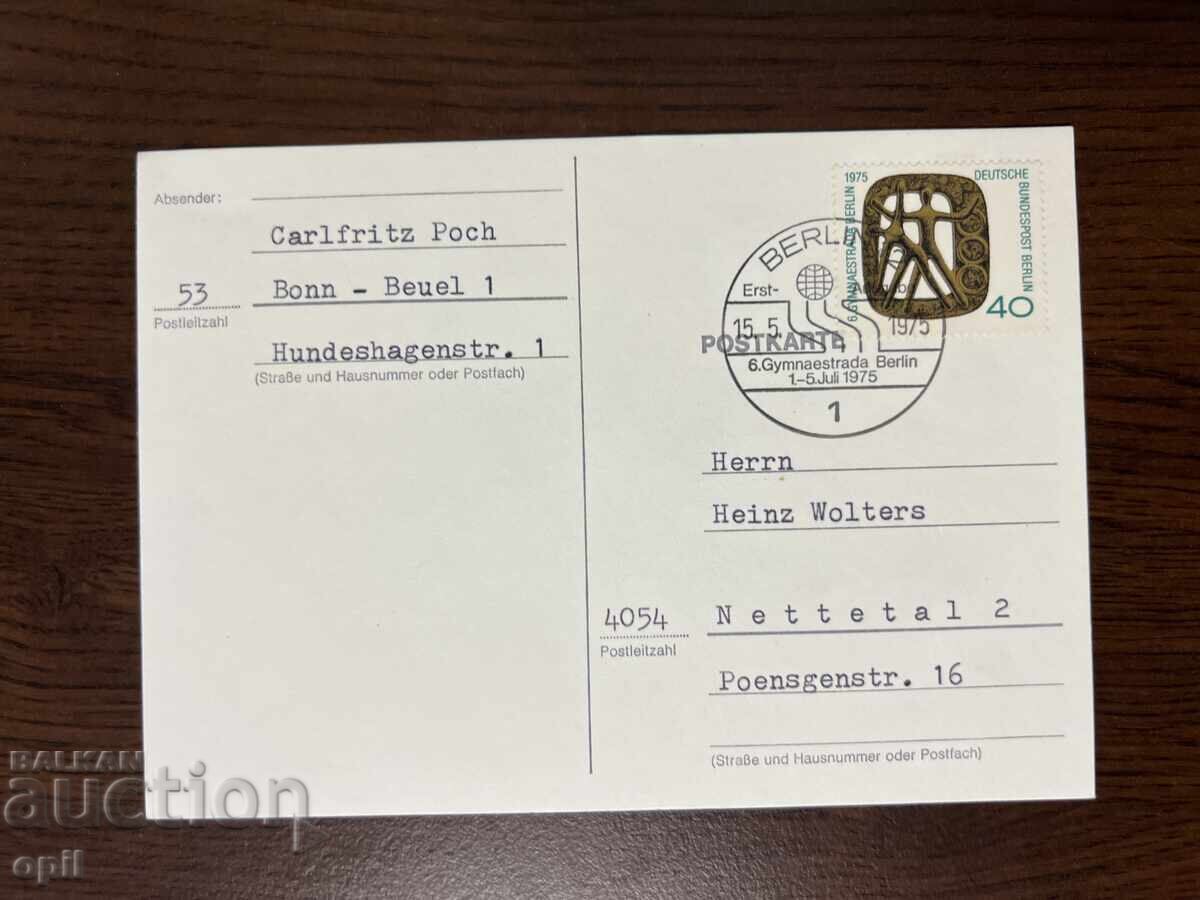 Absender:
Carlfritz Poch
53
Postleitzahl
Bonn - Beuel 1
Hundeshagenstr. 1
(Straße und Hausnummer oder Postfach)
6.GYMNAESTRADA BERLIN 1975
DEUTSCHE BUNDESPOST BERLIN
40
BERLIN
Erst-
15.5. 1975
POSTKARTE
6.Gymnaestrada Berlin
1.-5.Juli 1975
1
Herrn
Heinz Wolters
4054
Postleitzahl
Nettetal 2
Poensgenstr. 16
(Straße und Hausnummer oder Postfach)
BALKAN
auction
opil